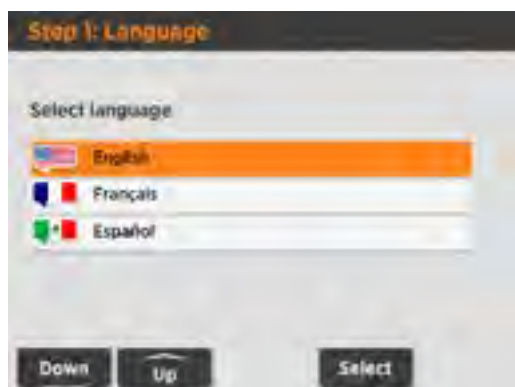 Step 1: Language
Select language
English
Français
Español
Down Up Select